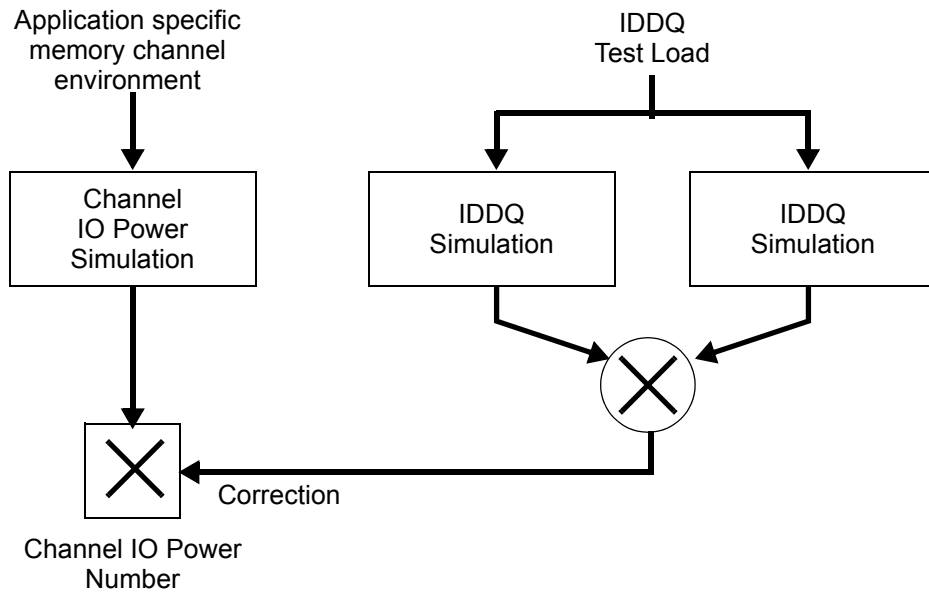 Application specific
memory channel
environment
IDDQ
Test Load
Channel
IO Power
Simulation
IDDQ
Simulation
IDDQ
Simulation
Correction
Channel IO Power
Number